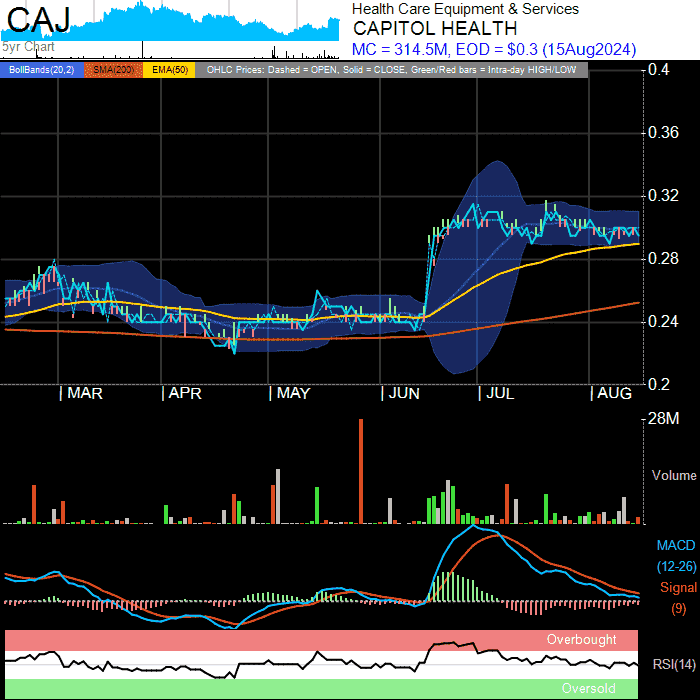 CAJ
5yr Chart
Health Care Equipment & Services
CAPITOL HEALTH
MC = 314.5M, EOD = $0.3 (15Aug2024)
BollBands(20,2) SMA(200) EMA(50) OHLC Prices: Dashed = OPEN, Solid = CLOSE, Green/Red bars = Intra-day HIGH/LOW
0.4
0.36
0.32
0.28
0.24
0.2
MAR APR MAY JUN JUL AUG
28M
Volume
MACD
(12-26)
Signal
(9)
Overbought
RSI(14)
Oversold